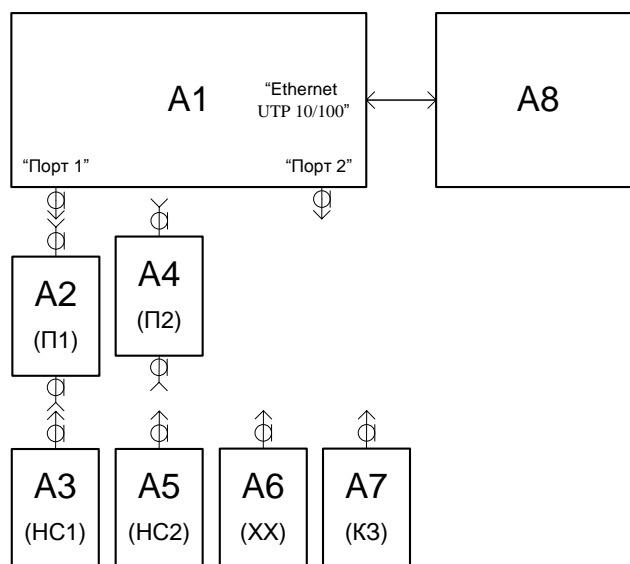 A1
“Ethernet
UTP 10/100”
A8
“Порт 1”
“Порт 2”
A2
(П1)
A4
(П2)
A3
(НС1)
A5
(НС2)
A6
(ХХ)
A7
(КЗ)